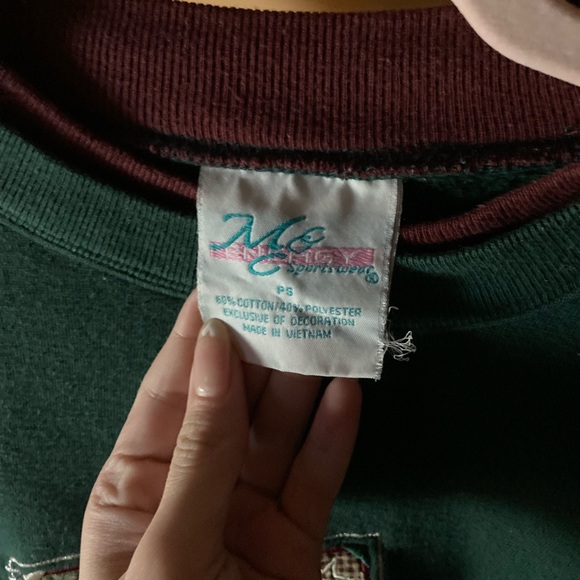 Mc
ENERGY
Sportswear®
PS
60% COTTON/40% POLYESTER
EXCLUSIVE OF DECORATION
MADE IN VIETNAM